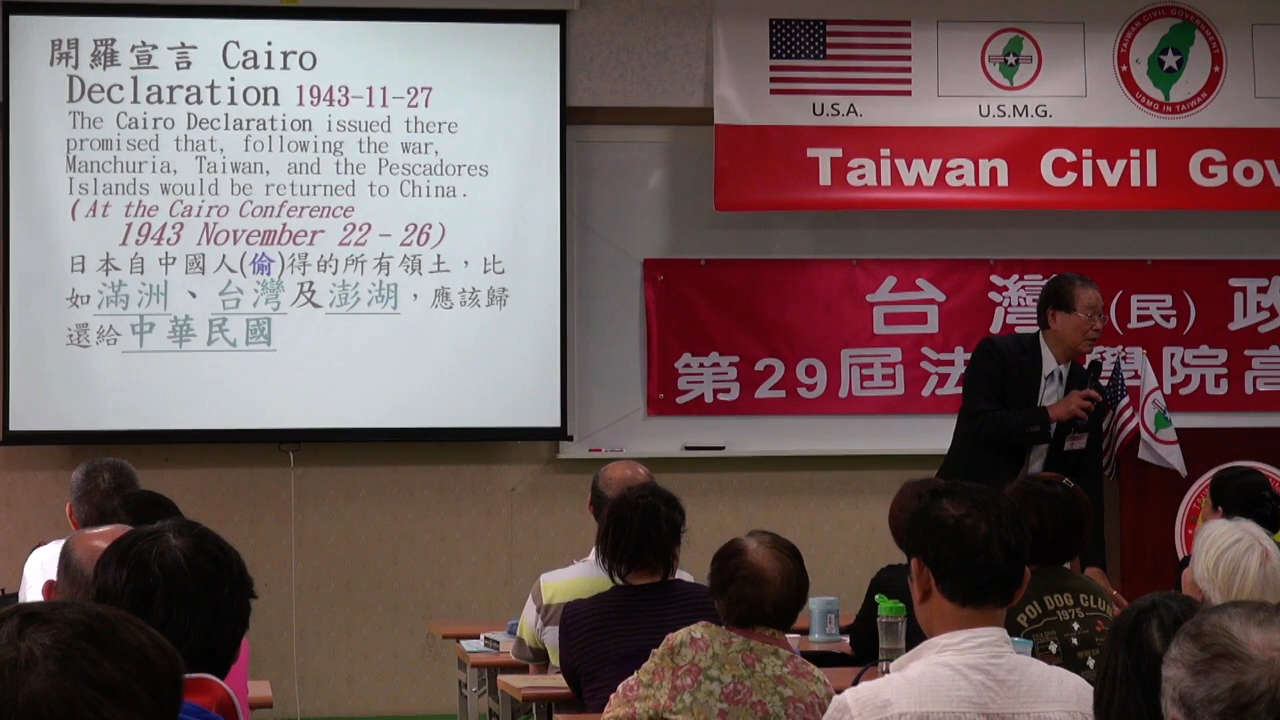 開羅宣言 Cairo
Declaration 1943-11-27
The Cairo Declaration issued there
promised that, following the war,
Manchuria, Taiwan, and the Pescadores
Islands would be returned to China.
(At the Cairo Conference
1943 November 22-26)
日本自中國人(偷)得的所有領土，比
如滿洲、台灣及澎湖，應該歸
還給中華民國
U.S.A.
U.S.M.G.
TAIWAN CIVIL GOVERNMENT
USMG IN TAIWAN
Taiwan Civil Gov
台灣(民)政
第29屆法 學院高
POI DOG CLUB
1975